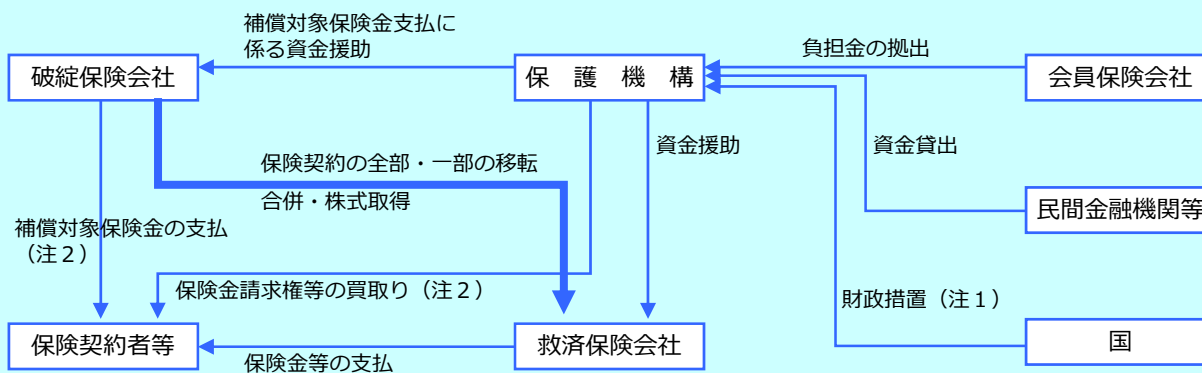 補償対象保険金支払に
係る資金援助
負担金の拠出
破綻保険会社
保　護　機　構
会員保険会社
資金援助
資金貸出
保険契約の全部・一部の移転
合併・株式取得
民間金融機関等
補償対象保険金の支払
（注２）
保険金請求権等の買取り（注２）
財政措置（注１）
保険契約者等
救済保険会社
国
保険金等の支払